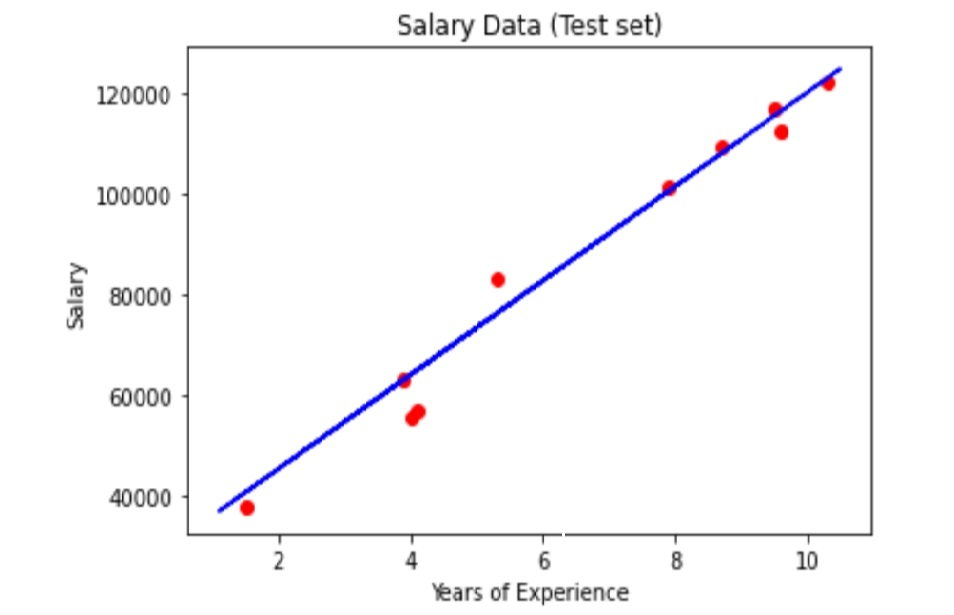 Salary Data (Test set)
120000
100000
80000
60000
40000
Salary
2 4 6 8 10
Years of Experience